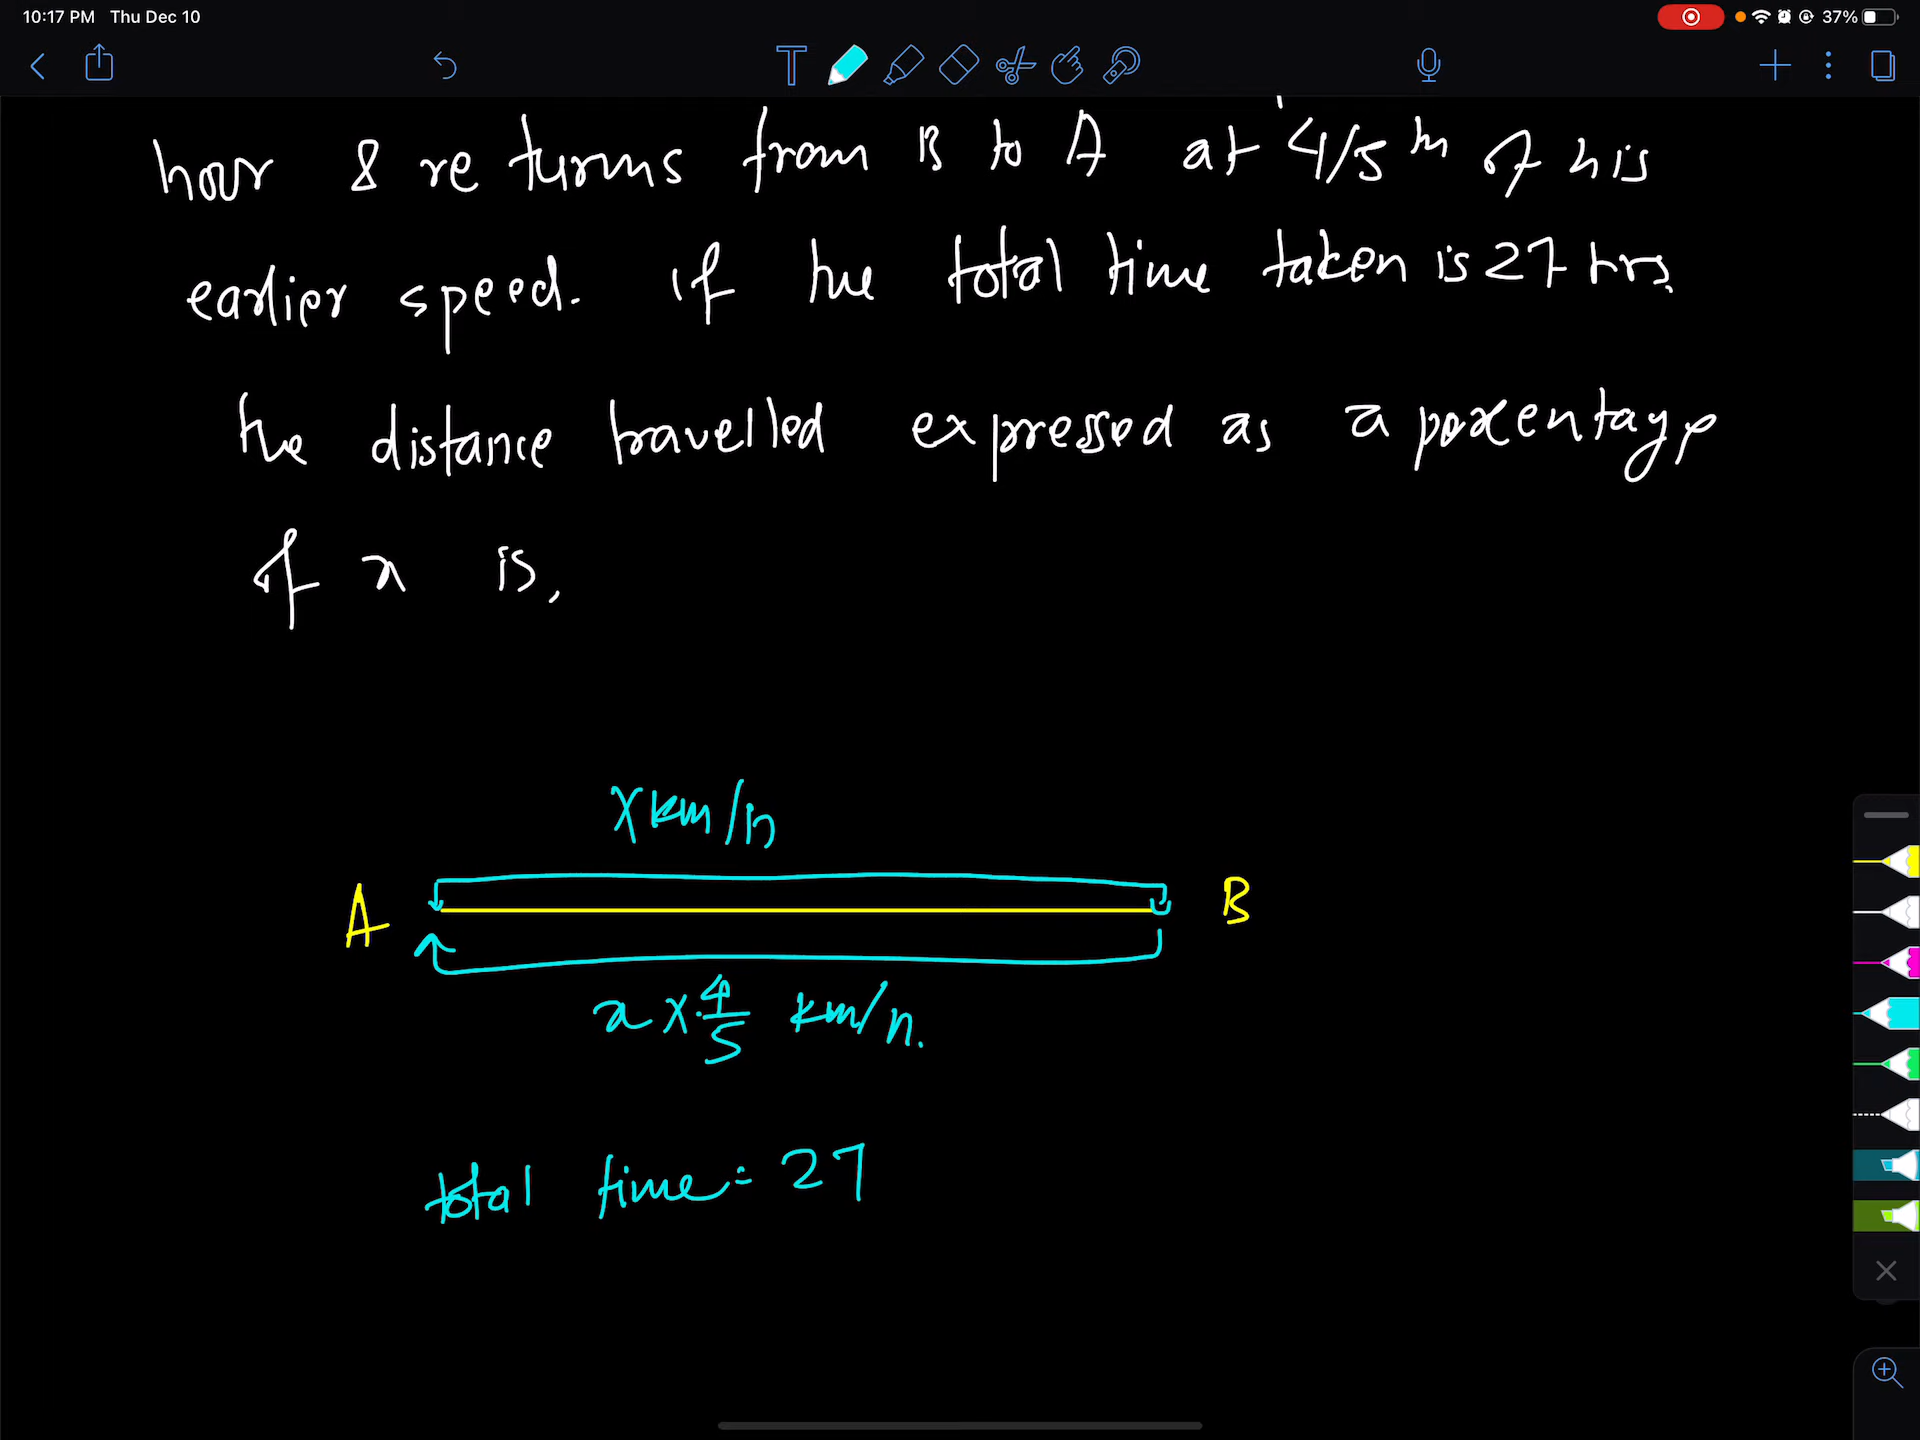 10:17 PM Thu Dec 10 37%
hour & returns from B to A at 4/5th of his
earlier speed. If the total time taken is 27 hrs.
the distance travelled expressed as a percentage
of x is,
x km/h
A B
x × 4/5 km/h.
total time = 27